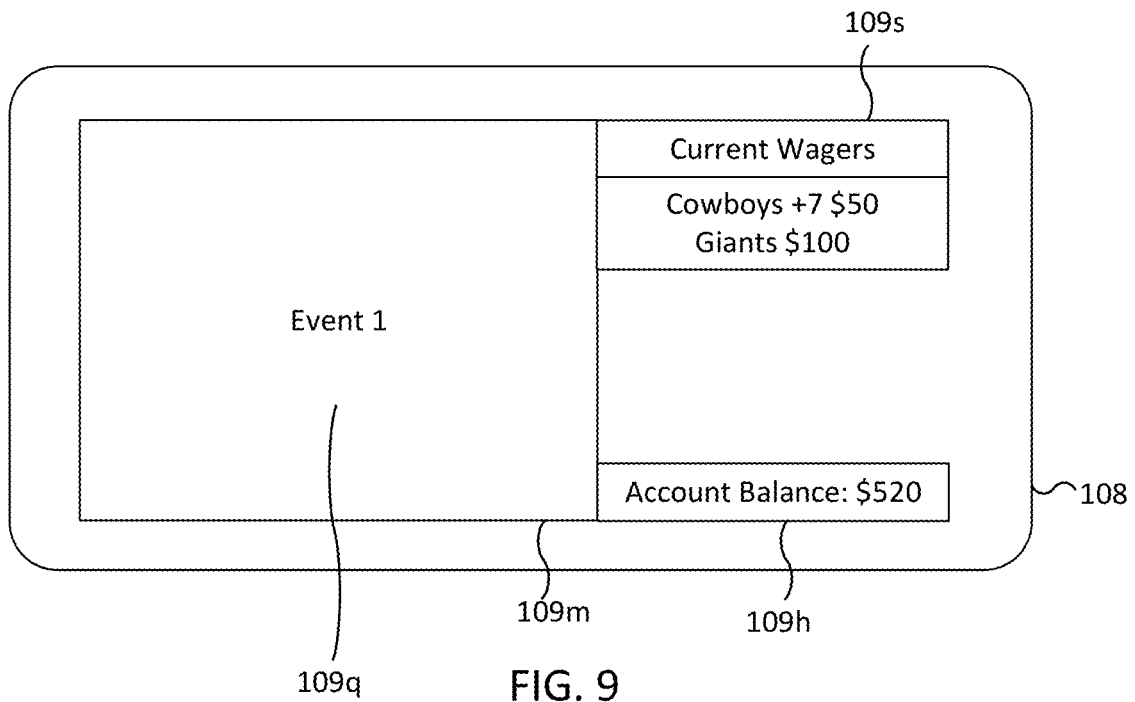 109s
Current Wagers
Cowboys +7 $50
Giants $100
Event 1
Account Balance: $520
108
109m
109h
109q
FIG. 9